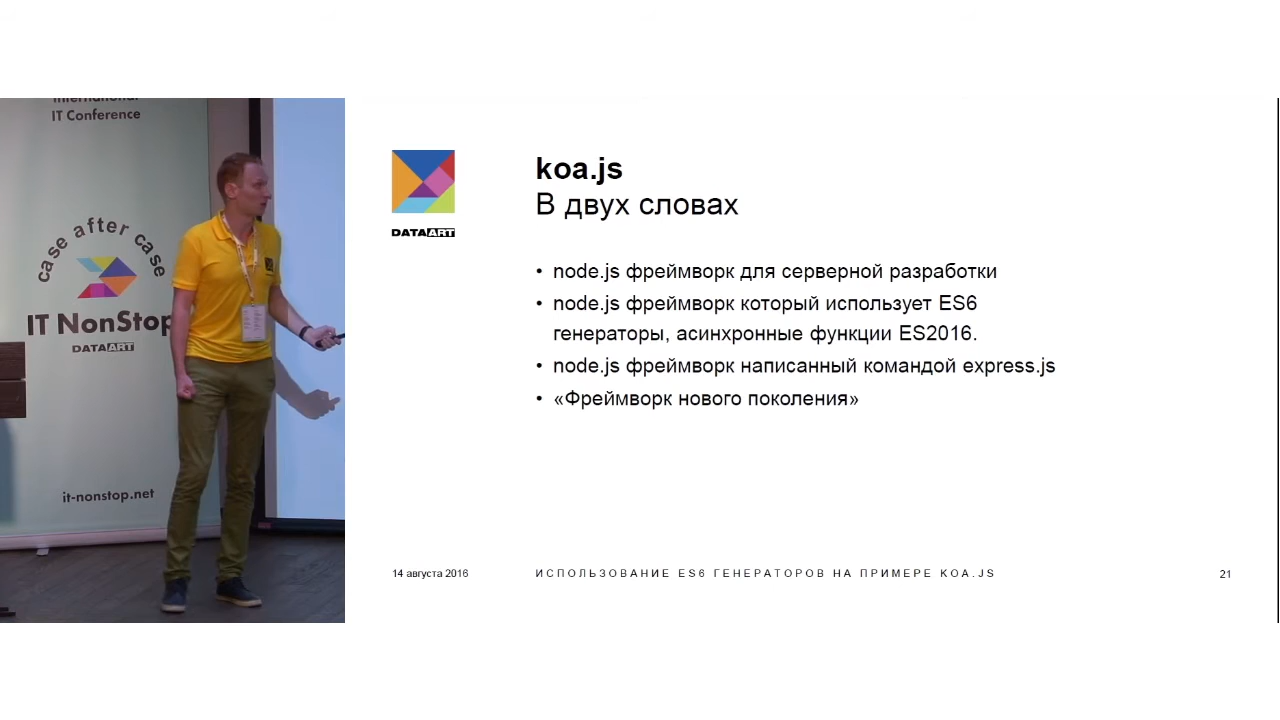 International
IT Conference
case after case
IT NonStop
DATAART
it-nonstop.net
DATAART
koa.js
В двух словах
• node.js фреймворк для серверной разработки
• node.js фреймворк который использует ES6
генераторы, асинхронные функции ES2016.
• node.js фреймворк написанный командой express.js
• «Фреймворк нового поколения»
14 августа 2016
ИСПОЛЬЗОВАНИЕ ES6 ГЕНЕРАТОРОВ НА ПРИМЕРЕ KOA.JS
21